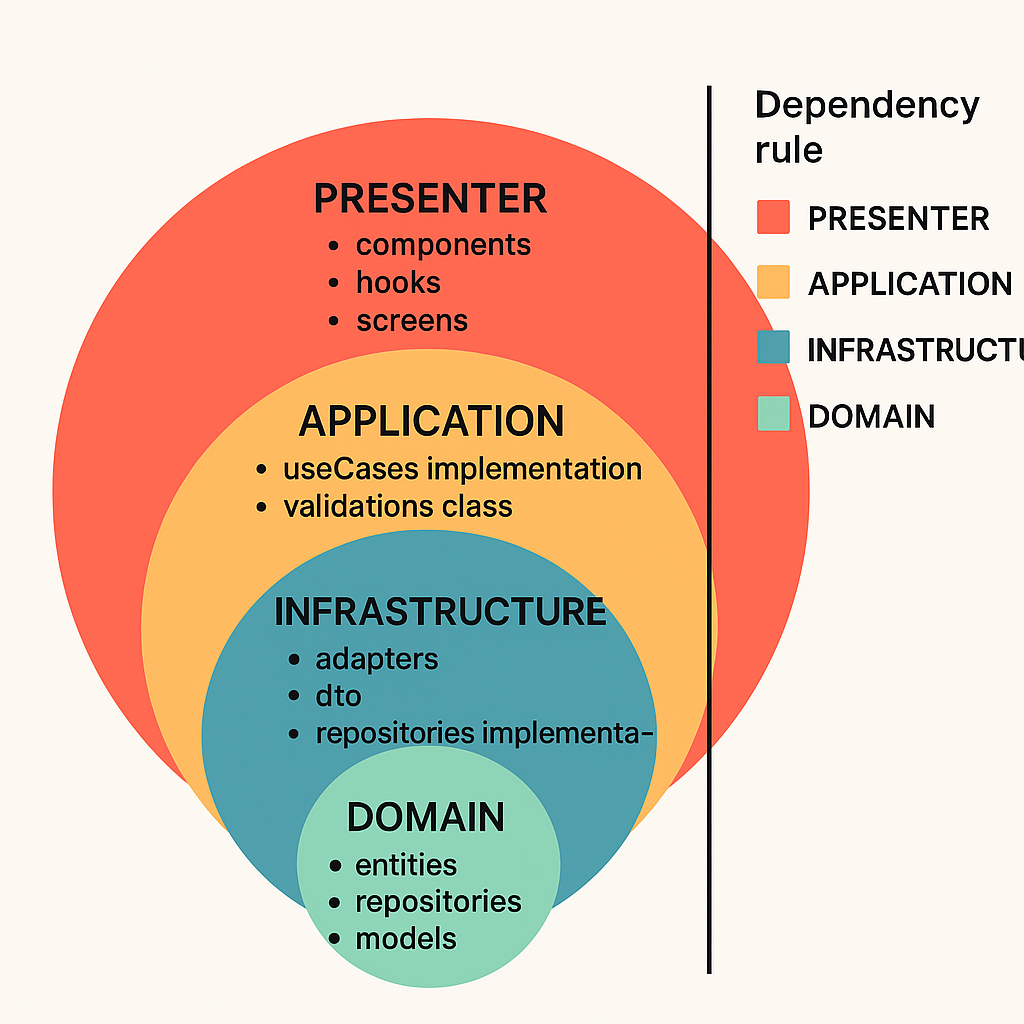 PRESENTER
• components
• hooks
• screens
APPLICATION
• useCases implementation
• validations class
INFRASTRUCTURE
• adapters
• dto
• repositories implementa-
DOMAIN
• entities
• repositories
• models
Dependency
rule
PRESENTER
APPLICATION
INFRASTRUCTU
DOMAIN